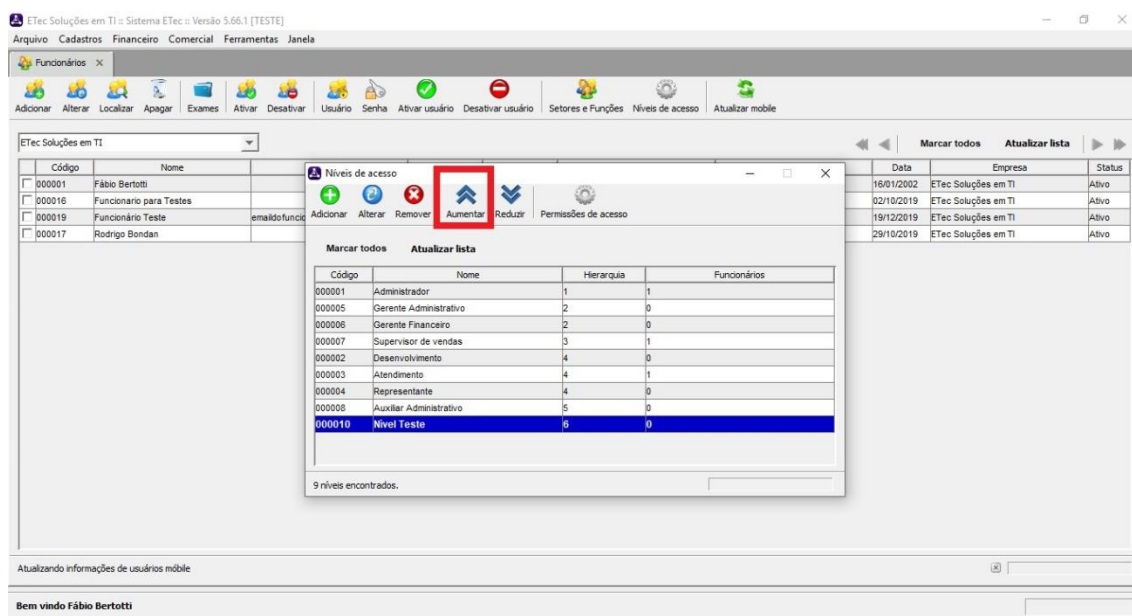 ETec Soluções em TI :: Sistema ETec :: Versão 5.66.1 [TESTE]
Arquivo Cadastros Financeiro Comercial Ferramentas Janela
Funcionários X
Adicionar Alterar Localizar Apagar Exames Ativar Desativar Usuário Senha Ativar usuário Desativar usuário Setores e Funções Níveis de acesso Atualizar mobile
ETec Soluções em TI Marcar todos Atualizar lista
Código Nome Data Empresa Status
000001 Fábio Bertotti 16/01/2002 ETec Soluções em TI Ativo
000016 Funcionario para Testes 02/10/2019 ETec Soluções em TI Ativo
000019 Funcionário Teste emaildofuncio 19/12/2019 ETec Soluções em TI Ativo
000017 Rodrigo Bondan 29/10/2019 ETec Soluções em TI Ativo
Níveis de acesso
Adicionar Alterar Remover Aumentar Reduzir Permissões de acesso
Marcar todos Atualizar lista
Código Nome Hierarquia Funcionários
000001 Administrador 1 1
000005 Gerente Administrativo 2 0
000006 Gerente Financeiro 2 0
000007 Supervisor de vendas 3 1
000002 Desenvolvimento 4 0
000003 Atendimento 4 1
000004 Representante 4 0
000008 Auxiliar Administrativo 5 0
000010 Nível Teste 6 0
9 níveis encontrados.
Atualizando informações de usuários móbile
Bem vindo Fábio Bertotti